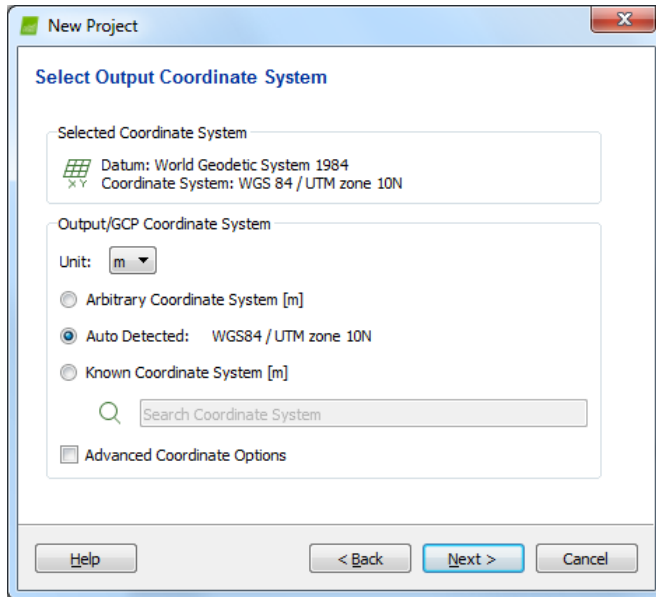 New Project
Select Output Coordinate System
Selected Coordinate System
X Y
Datum: World Geodetic System 1984
Coordinate System: WGS 84 / UTM zone 10N
Output/GCP Coordinate System
Unit: m
Arbitrary Coordinate System [m]
Auto Detected: WGS84 / UTM zone 10N
Known Coordinate System [m]
Search Coordinate System
Advanced Coordinate Options
Help < Back Next > Cancel